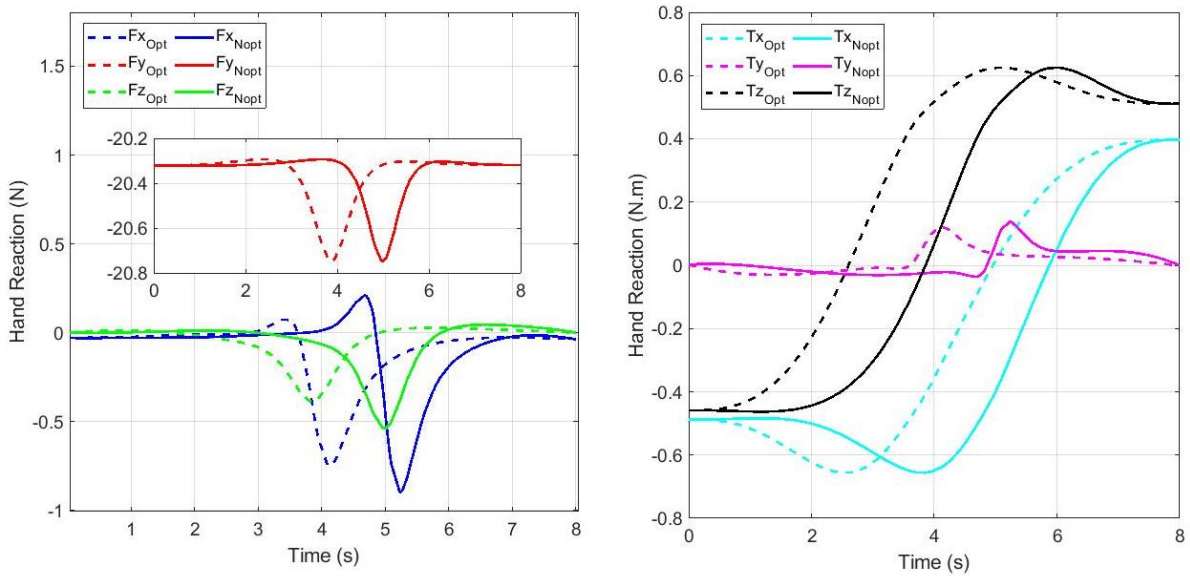 Fx_Opt Fx_Nopt
Fy_Opt Fy_Nopt
Fz_Opt Fz_Nopt
1.5
1
0.5
0
-0.5
-1
Hand Reaction (N)
-20.2
-20.4
-20.6
-20.8
0 2 4 6 8
1 2 3 4 5 6 7 8
Time (s)
Tx_Opt Tx_Nopt
Ty_Opt Ty_Nopt
Tz_Opt Tz_Nopt
0.8
0.6
0.4
0.2
0
-0.2
-0.4
-0.6
-0.8
Hand Reaction (N.m)
0 2 4 6 8
Time (s)